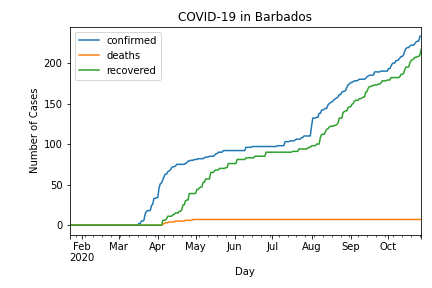 COVID-19 in Barbados
confirmed
deaths
recovered
Number of Cases
200
150
100
50
0
Feb Mar Apr May Jun Jul Aug Sep Oct
2020
Day